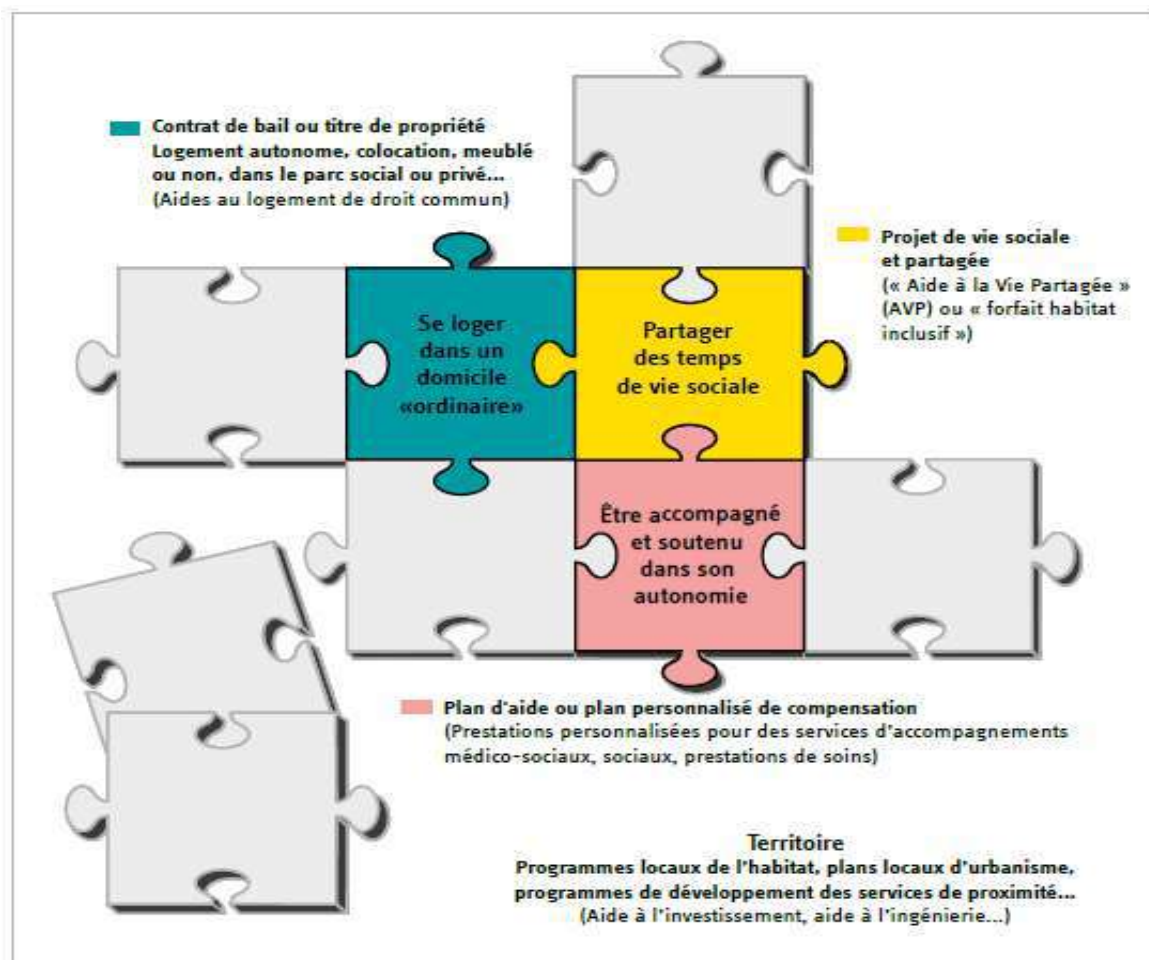 Contrat de bail ou titre de propriété
Logement autonome, colocation, meublé
ou non, dans le parc social ou privé...
(Aides au logement de droit commun)
Projet de vie sociale
et partagée
(« Aide à la Vie Partagée »
(AVP) ou « forfait habitat
inclusif »)
Se loger
dans un
domicile
«ordinaire»
Partager
des temps
de vie sociale
Être accompagné
et soutenu
dans son
autonomie
Plan d'aide ou plan personnalisé de compensation
(Prestations personnalisées pour des services d'accompagnements
médico-sociaux, sociaux, prestations de soins)
Territoire
Programmes locaux de l'habitat, plans locaux d'urbanisme,
programmes de développement des services de proximité...
(Aide à l'investissement, aide à l'ingénierie...)